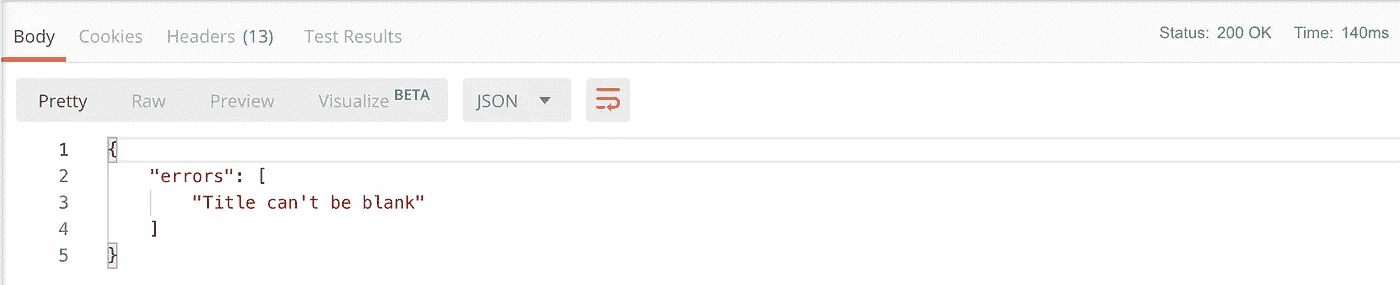 Body Cookies Headers (13) Test Results Status: 200 OK Time: 140ms
Pretty Raw Preview Visualize BETA JSON
1 {
2 "errors": [
3 "Title can't be blank"
4 ]
5 }